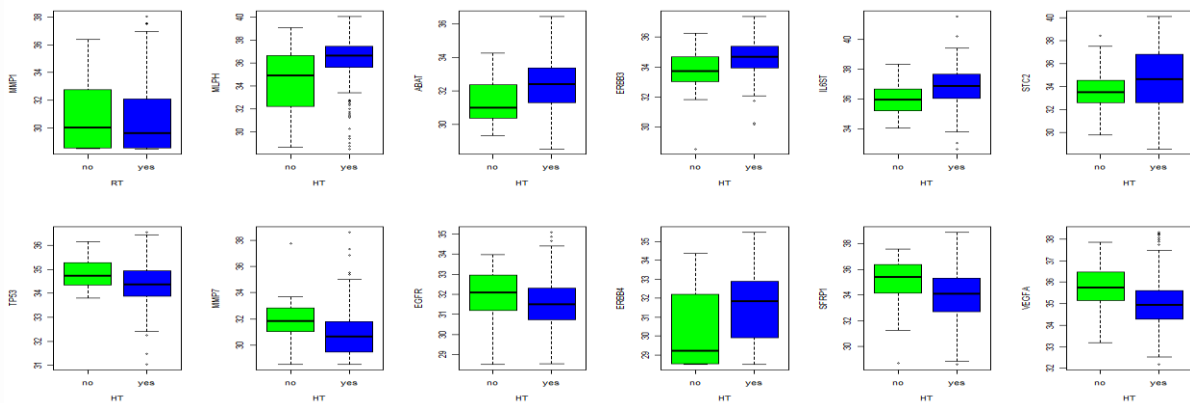 MMP1
38
36
34
32
30
no yes
RT
MLPH
40
38
36
34
32
30
no yes
HT
ABAT
36
34
32
30
no yes
HT
ERBB3
36
34
32
30
no yes
HT
IL6ST
40
38
36
34
no yes
HT
STC2
40
38
36
34
32
30
no yes
HT
TP53
36
35
34
33
32
31
no yes
HT
MMP7
38
36
34
32
30
no yes
HT
EGFR
35
34
33
32
31
30
29
no yes
HT
ERBB4
35
34
33
32
31
30
29
no yes
HT
SFRP1
38
36
34
32
30
no yes
HT
VEGFA
38
37
36
35
34
33
32
no yes
HT